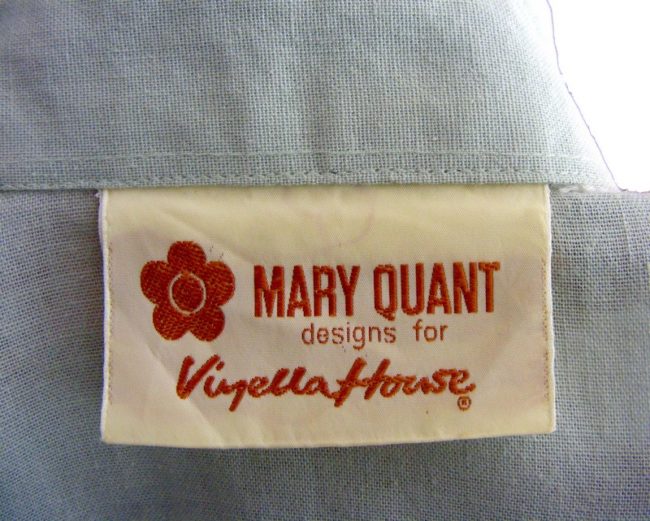 MARY QUANT
designs for
Viyella House
®